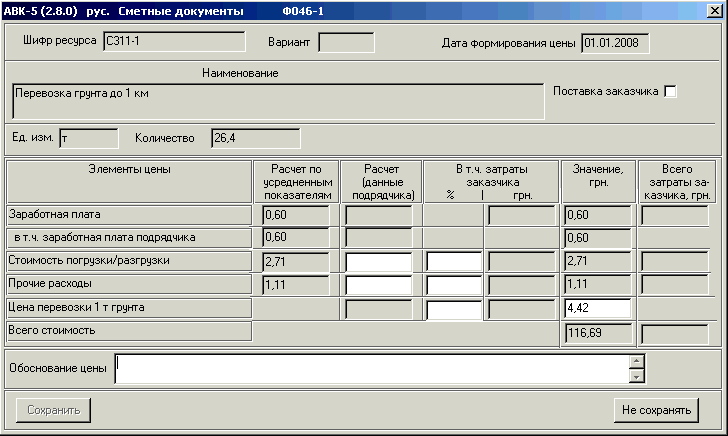 АВК-5 (2.8.0) рус. Сметные документы Ф046-1
Шифр ресурса С311-1 Вариант Дата формирования цены 01.01.2008
Наименование
Перевозка грунта до 1 км
Поставка заказчика
Ед. изм. т Количество 26,4
Элементы цены
Расчет по
усредненным
показателям
Расчет
(данные
подрядчика)
В т.ч. затраты
заказчика
% | грн.
Значение,
грн.
Всего
затраты за-
казчика, грн.
Заработная плата 0,60 0,60
в т.ч. заработная плата подрядчика 0,60 0,60
Стоимость погрузки/разгрузки 2,71 2,71
Прочие расходы 1,11 1,11
Цена перевозки 1 т грунта 4,42
Всего стоимость 116,69
Обоснование цены
Сохранить Не сохранять